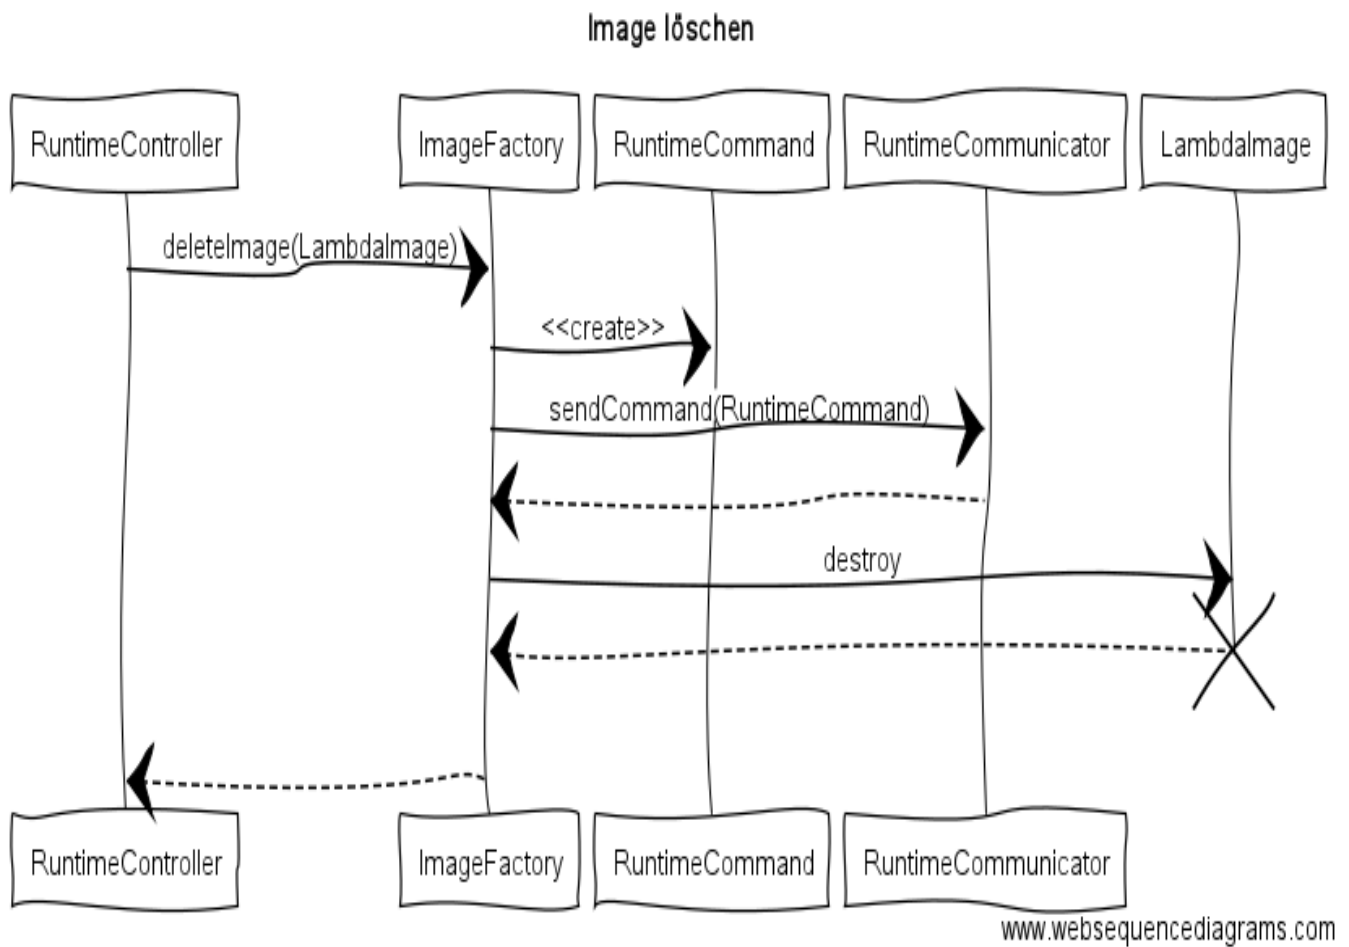 Image löschen
RuntimeController
ImageFactory
RuntimeCommand
RuntimeCommunicator
LambdaImage
deleteImage(LambdaImage)
<<create>>
sendCommand(RuntimeCommand)
destroy
RuntimeController
ImageFactory
RuntimeCommand
RuntimeCommunicator
www.websequencediagrams.com